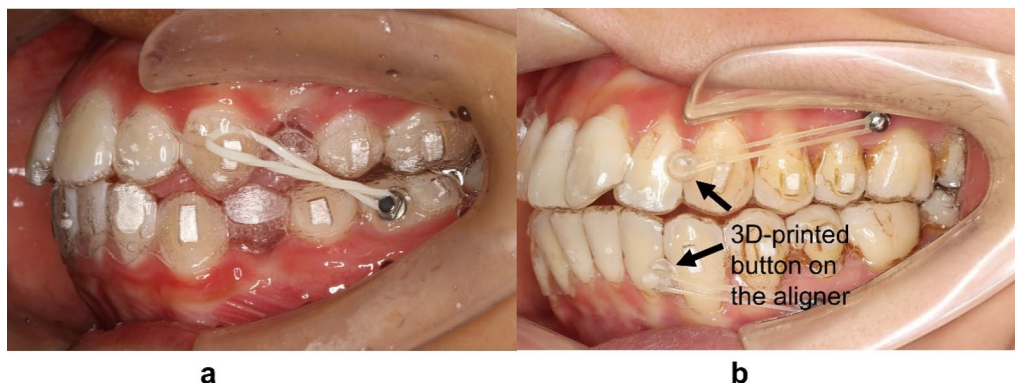 3D-printed
button on
the aligner
a
b